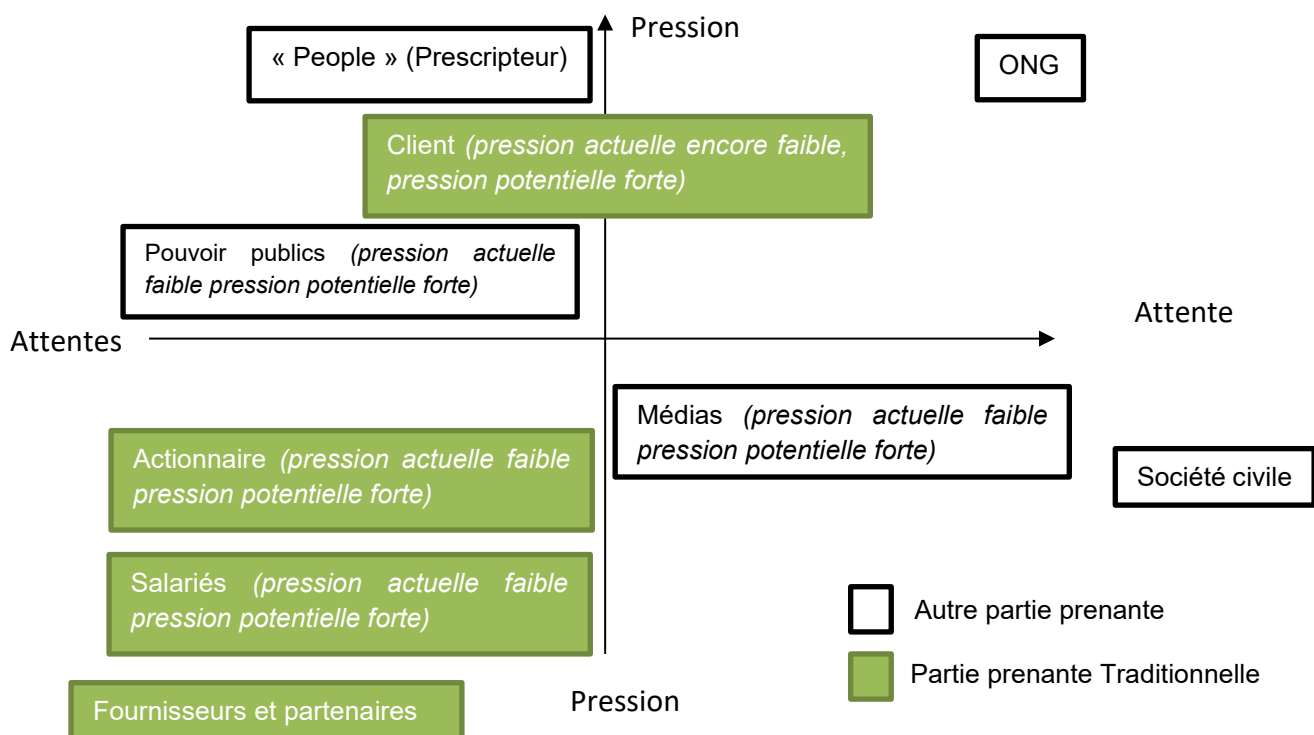 Pression
« People » (Prescripteur)
ONG
Client (pression actuelle encore faible,
pression potentielle forte)
Pouvoir publics (pression actuelle
faible pression potentielle forte)
Attente
Attentes
Médias (pression actuelle faible
pression potentielle forte)
Actionnaire (pression actuelle faible
pression potentielle forte)
Société civile
Salariés (pression actuelle faible
pression potentielle forte)
Autre partie prenante
Partie prenante Traditionnelle
Pression
Fournisseurs et partenaires